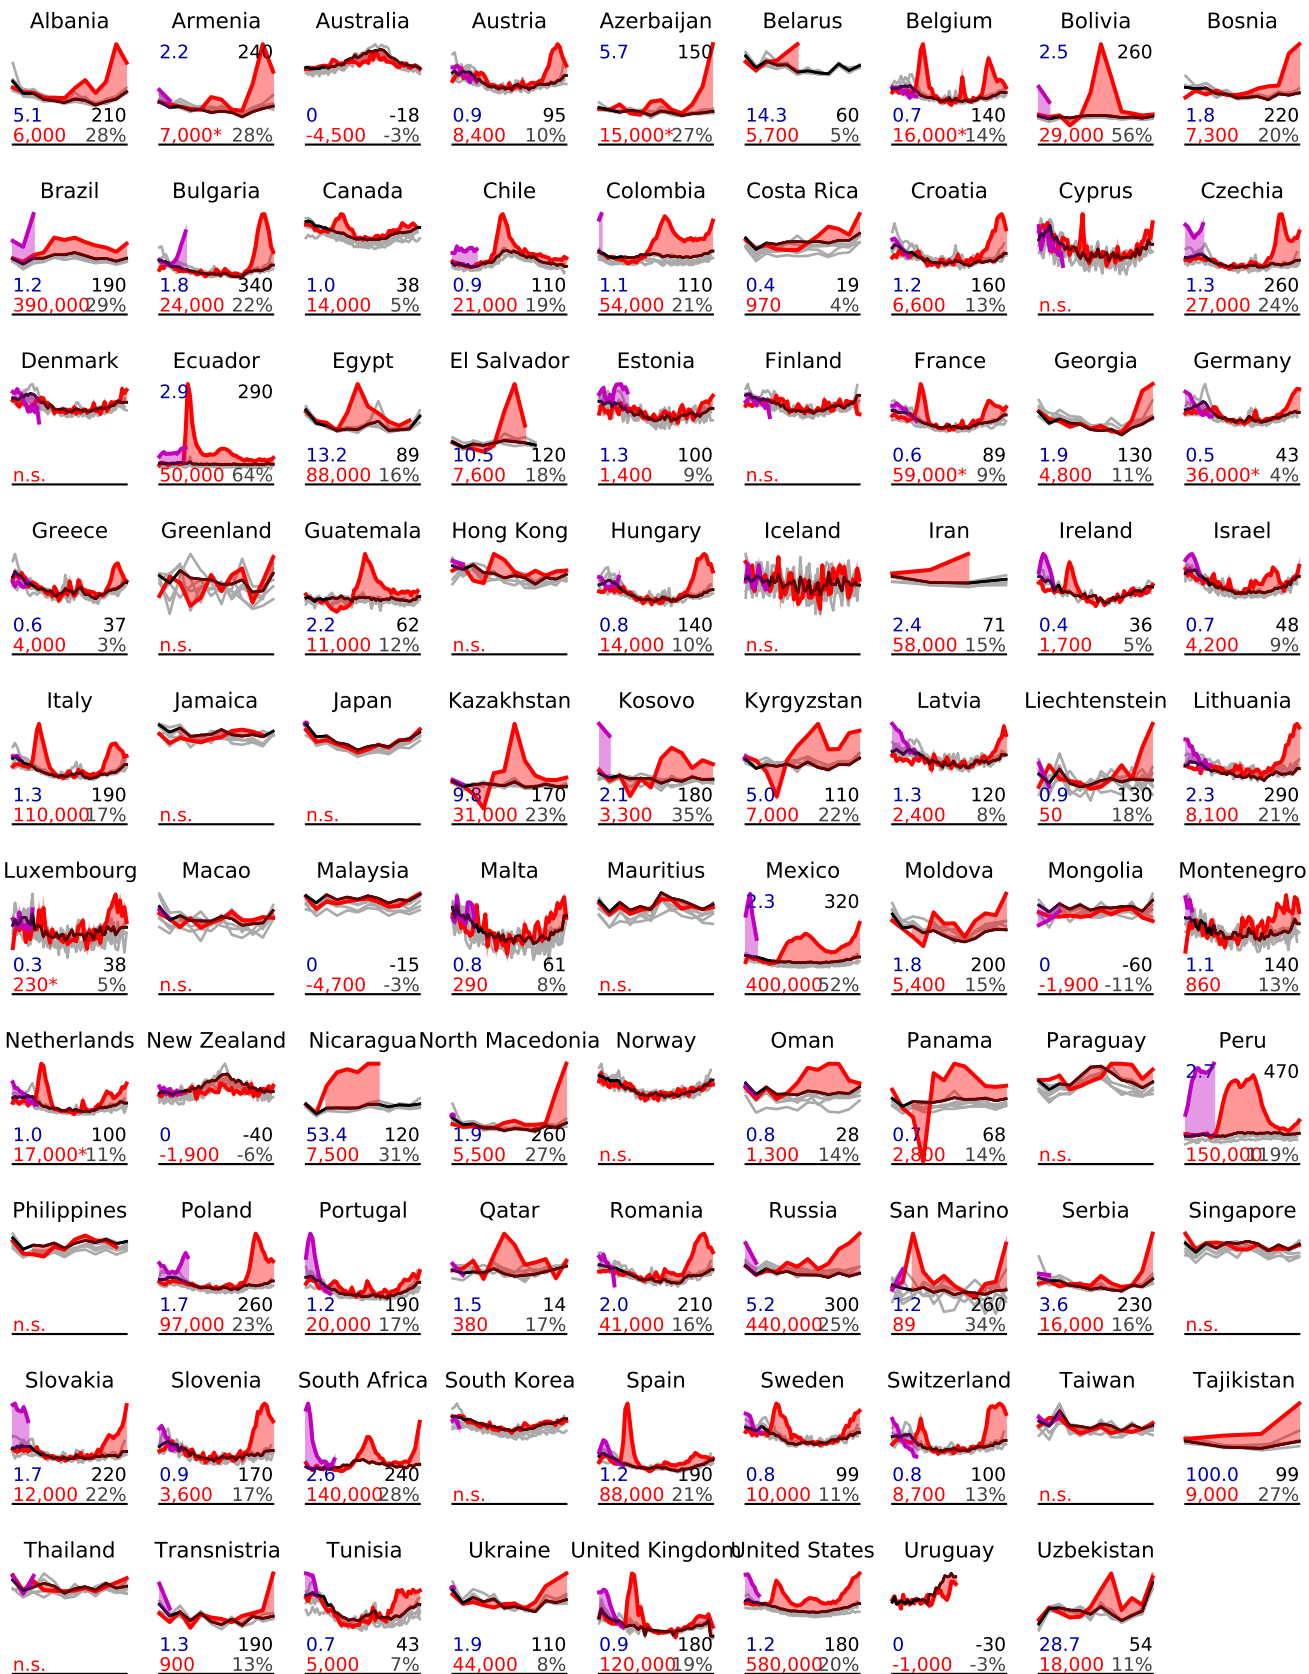 Albania Armenia Australia Austria Azerbaijan Belarus Belgium Bolivia Bosnia
2.2 240 5.7 150 2.5 260
5.1 210 0 -18 0.9 95 14.3 60 0.7 140 1.8 220
6,000 28% 7,000* 28% -4,500 -3% 8,400 10% 15,000* 27% 5,700 5% 16,000* 14% 29,000 56% 7,300 20%
Brazil Bulgaria Canada Chile Colombia Costa Rica Croatia Cyprus Czechia
1.2 190 1.8 340 1.0 38 0.9 110 1.1 110 0.4 19 1.2 160 1.3 260
390,000 29% 24,000 22% 14,000 5% 21,000 19% 54,000 21% 970 4% 6,600 13% n.s. 27,000 24%
Denmark Ecuador Egypt El Salvador Estonia Finland France Georgia Germany
2.9 290
13.2 89 10.5 120 1.3 100 0.6 89 1.9 130 0.5 43
n.s. 50,000 64% 88,000 16% 7,600 18% 1,400 9% n.s. 59,000* 9% 4,800 11% 36,000* 4%
Greece Greenland Guatemala Hong Kong Hungary Iceland Iran Ireland Israel
0.6 37 2.2 62 0.8 140 2.4 71 0.4 36 0.7 48
4,000 3% n.s. 11,000 12% n.s. 14,000 10% n.s. 58,000 15% 1,700 5% 4,200 9%
Italy Jamaica Japan Kazakhstan Kosovo Kyrgyzstan Latvia Liechtenstein Lithuania
1.3 190 9.8 170 2.1 180 5.0 110 1.3 120 0.9 130 2.3 290
110,000 17% n.s. n.s. 31,000 23% 3,300 35% 7,000 22% 2,400 8% 50 18% 8,100 21%
Luxembourg Macao Malaysia Malta Mauritius Mexico Moldova Mongolia Montenegro
2.3 320
0.3 38 0 -15 0.8 61 1.8 200 0 -60 1.1 140
230* 5% n.s. -4,700 -3% 290 8% n.s. 400,000 52% 5,400 15% -1,900 -11% 860 13%
Netherlands New Zealand Nicaragua North Macedonia Norway Oman Panama Paraguay Peru
2.7 470
1.0 100 0 -40 53.4 120 1.9 260 0.8 28 0.7 68
17,000* 11% -1,900 -6% 7,500 31% 5,500 27% n.s. 1,300 14% 2,800 14% n.s. 150,000 119%
Philippines Poland Portugal Qatar Romania Russia San Marino Serbia Singapore
1.7 260 1.2 190 1.5 14 2.0 210 5.2 300 1.2 260 3.6 230
n.s. 97,000 23% 20,000 17% 380 17% 41,000 16% 440,000 25% 89 34% 16,000 16% n.s.
Slovakia Slovenia South Africa South Korea Spain Sweden Switzerland Taiwan Tajikistan
1.7 220 0.9 170 2.6 240 1.2 190 0.8 99 0.8 100 100.0 99
12,000 22% 3,600 17% 140,000 28% n.s. 88,000 21% 10,000 11% 8,700 13% n.s. 9,000 27%
Thailand Transnistria Tunisia Ukraine United Kingdom United States Uruguay Uzbekistan
1.3 190 0.7 43 1.9 110 0.9 180 1.2 180 0 -30 28.7 54
n.s. 900 13% 5,000 7% 44,000 8% 120,000 19% 580,000 20% -1,000 -3% 18,000 11%